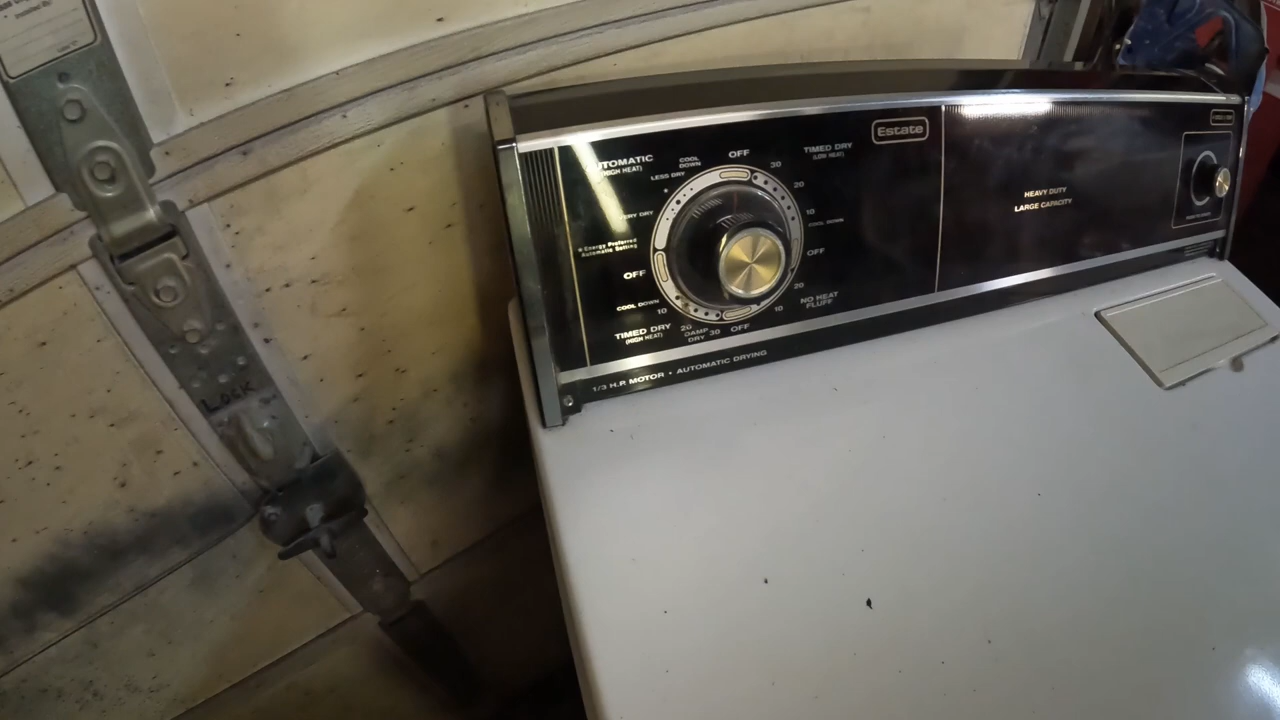 Estate
AUTOMATIC
(HIGH HEAT)
COOL
DOWN
OFF
30
TIMED DRY
(LOW HEAT)
LESS DRY
20
VERY DRY
10
COOL DOWN
Energy Preferred
Automatic Setting
OFF
OFF
COOL DOWN
20
NO HEAT
FLUFF
10
20
30
OFF
10
TIMED DRY
(HIGH HEAT)
DAMP
DRY
HEAVY DUTY
LARGE CAPACITY
1/3 H.P. MOTOR • AUTOMATIC DRYING
LOCK